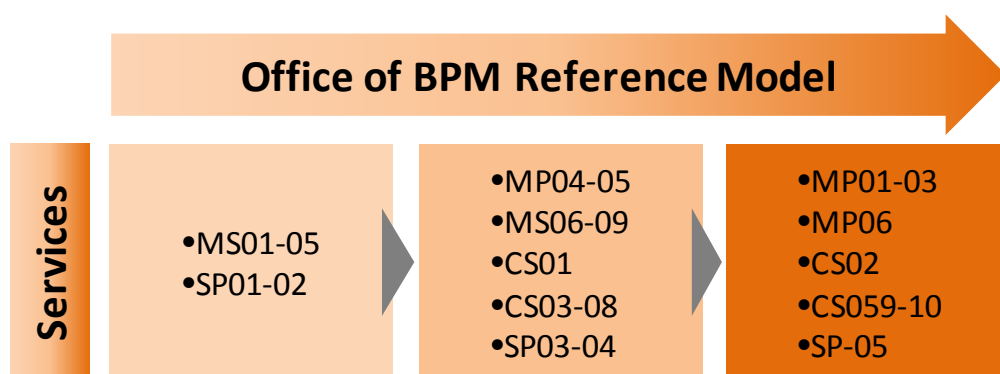 Office of BPM Reference Model
Services
•MS01-05
•SP01-02
•MP04-05
•MS06-09
•CS01
•CS03-08
•SP03-04
•MP01-03
•MP06
•CS02
•CS059-10
•SP-05